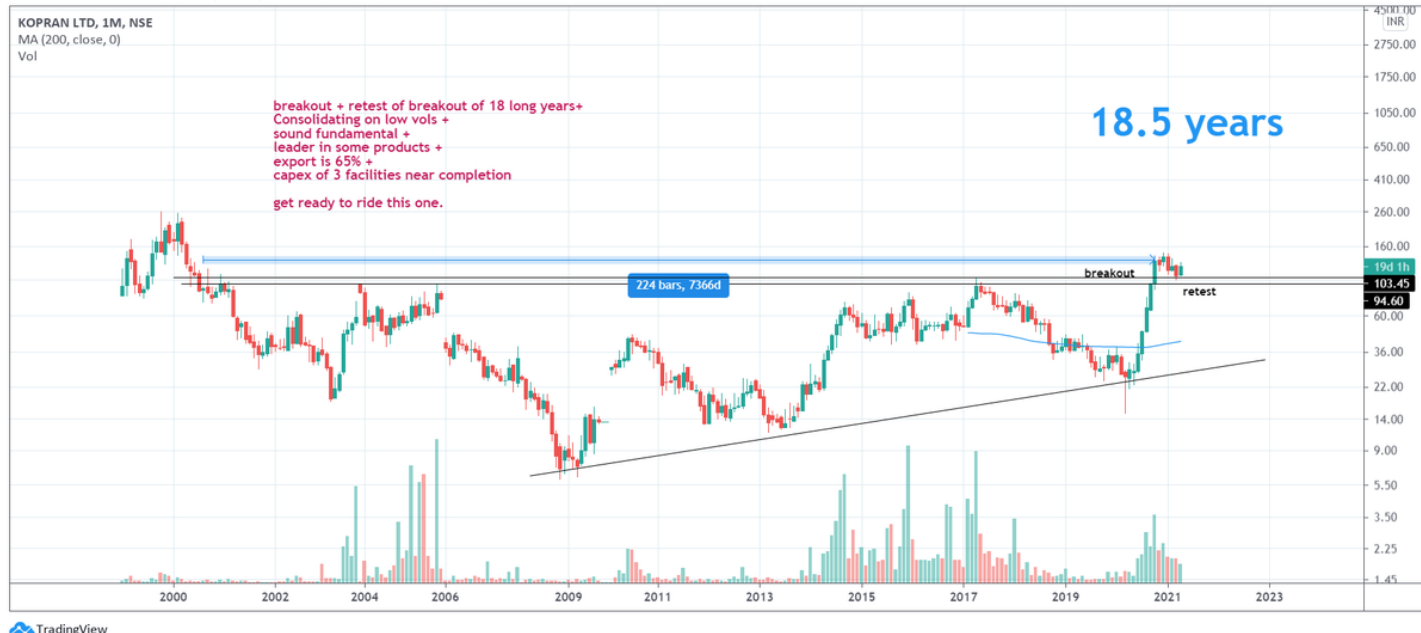 KOPRAN LTD, 1M, NSE
MA (200, close, 0)
Vol
breakout + retest of breakout of 18 long years+
Consolidating on low vols +
sound fundamental +
leader in some products +
export is 65% +
capex of 3 facilities near completion
get ready to ride this one.
18.5 years
224 bars, 7366d
breakout
retest
4500.00
INR
2750.00
1750.00
1050.00
650.00
410.00
260.00
160.00
19d 1h
103.45
94.60
60.00
36.00
22.00
14.00
9.00
5.50
3.50
2.25
1.45
2000 2002 2004 2006 2009 2011 2013 2015 2017 2019 2021 2023
TradingView